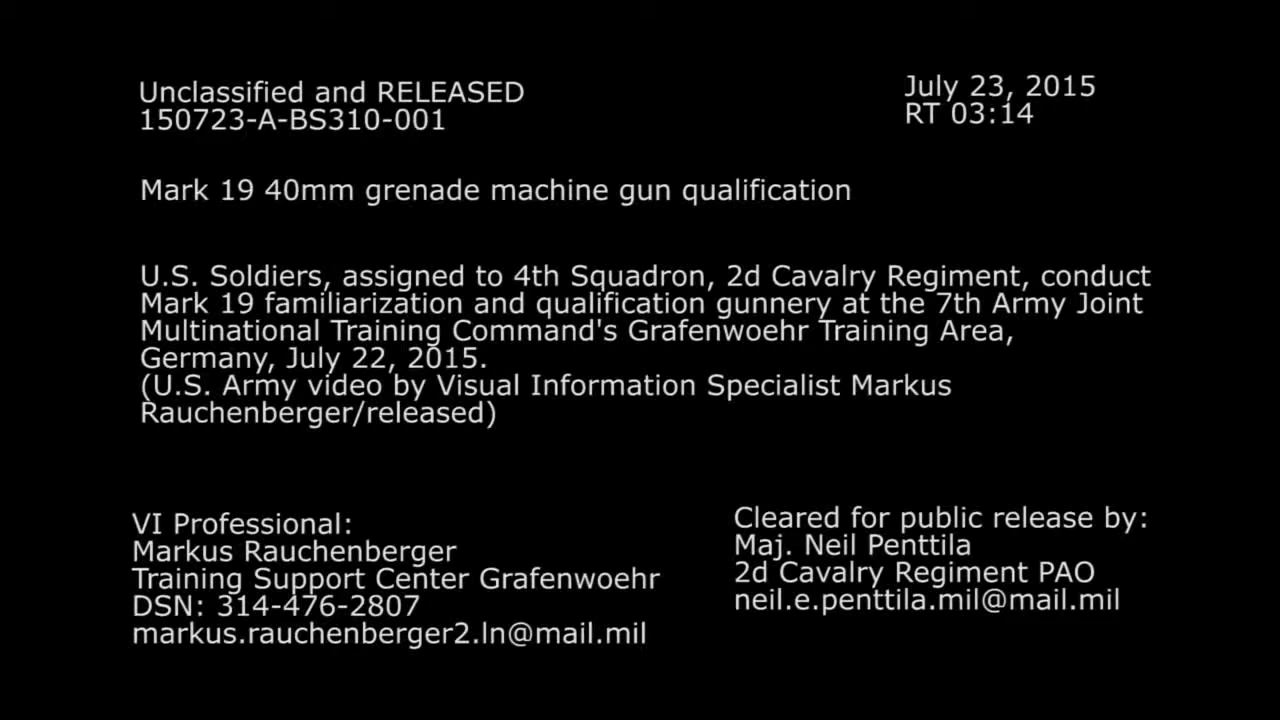 Unclassified and RELEASED
150723-A-BS310-001
July 23, 2015
RT 03:14
Mark 19 40mm grenade machine gun qualification
U.S. Soldiers, assigned to 4th Squadron, 2d Cavalry Regiment, conduct
Mark 19 familiarization and qualification gunnery at the 7th Army Joint
Multinational Training Command's Grafenwoehr Training Area,
Germany, July 22, 2015.
(U.S. Army video by Visual Information Specialist Markus
Rauchenberger/released)
VI Professional:
Markus Rauchenberger
Training Support Center Grafenwoehr
DSN: 314-476-2807
markus.rauchenberger2.ln@mail.mil
Cleared for public release by:
Maj. Neil Penttila
2d Cavalry Regiment PAO
neil.e.penttila.mil@mail.mil